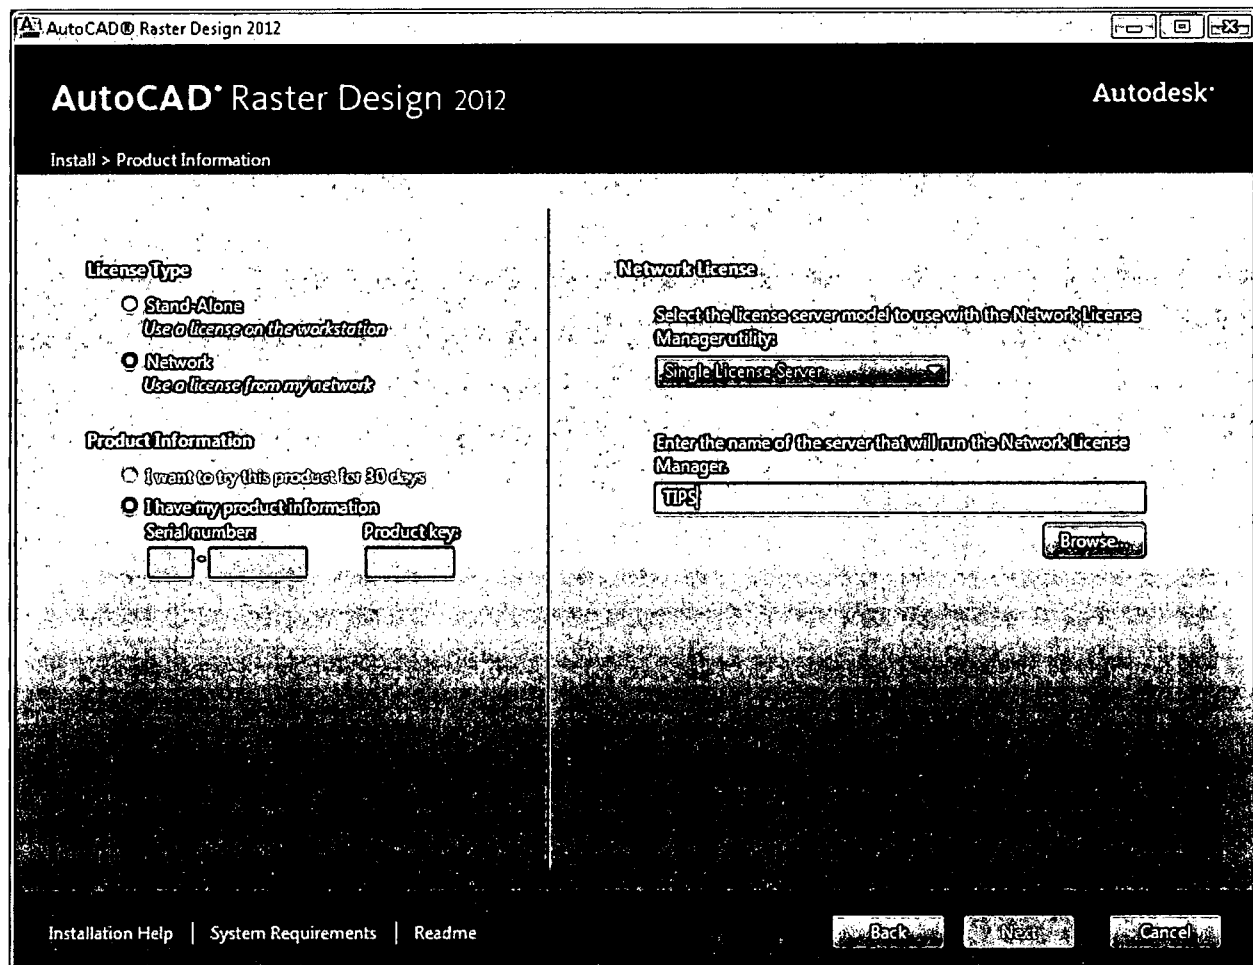 AutoCAD® Raster Design 2012
AutoCAD® Raster Design 2012
Autodesk®
Install > Product Information
License Type
Stand-Alone
Use a license on the workstation
Network
Use a license from my network
Product Information
I want to try this product for 30 days
I have my product information
Serial number:
Product key:
-
Network License
Select the license server model to use with the Network License
Manager utility:
Single License Server
Enter the name of the server that will run the Network License
Manager.
TIPS
Browse...
Installation Help | System Requirements | Readme
Back
Next
Cancel